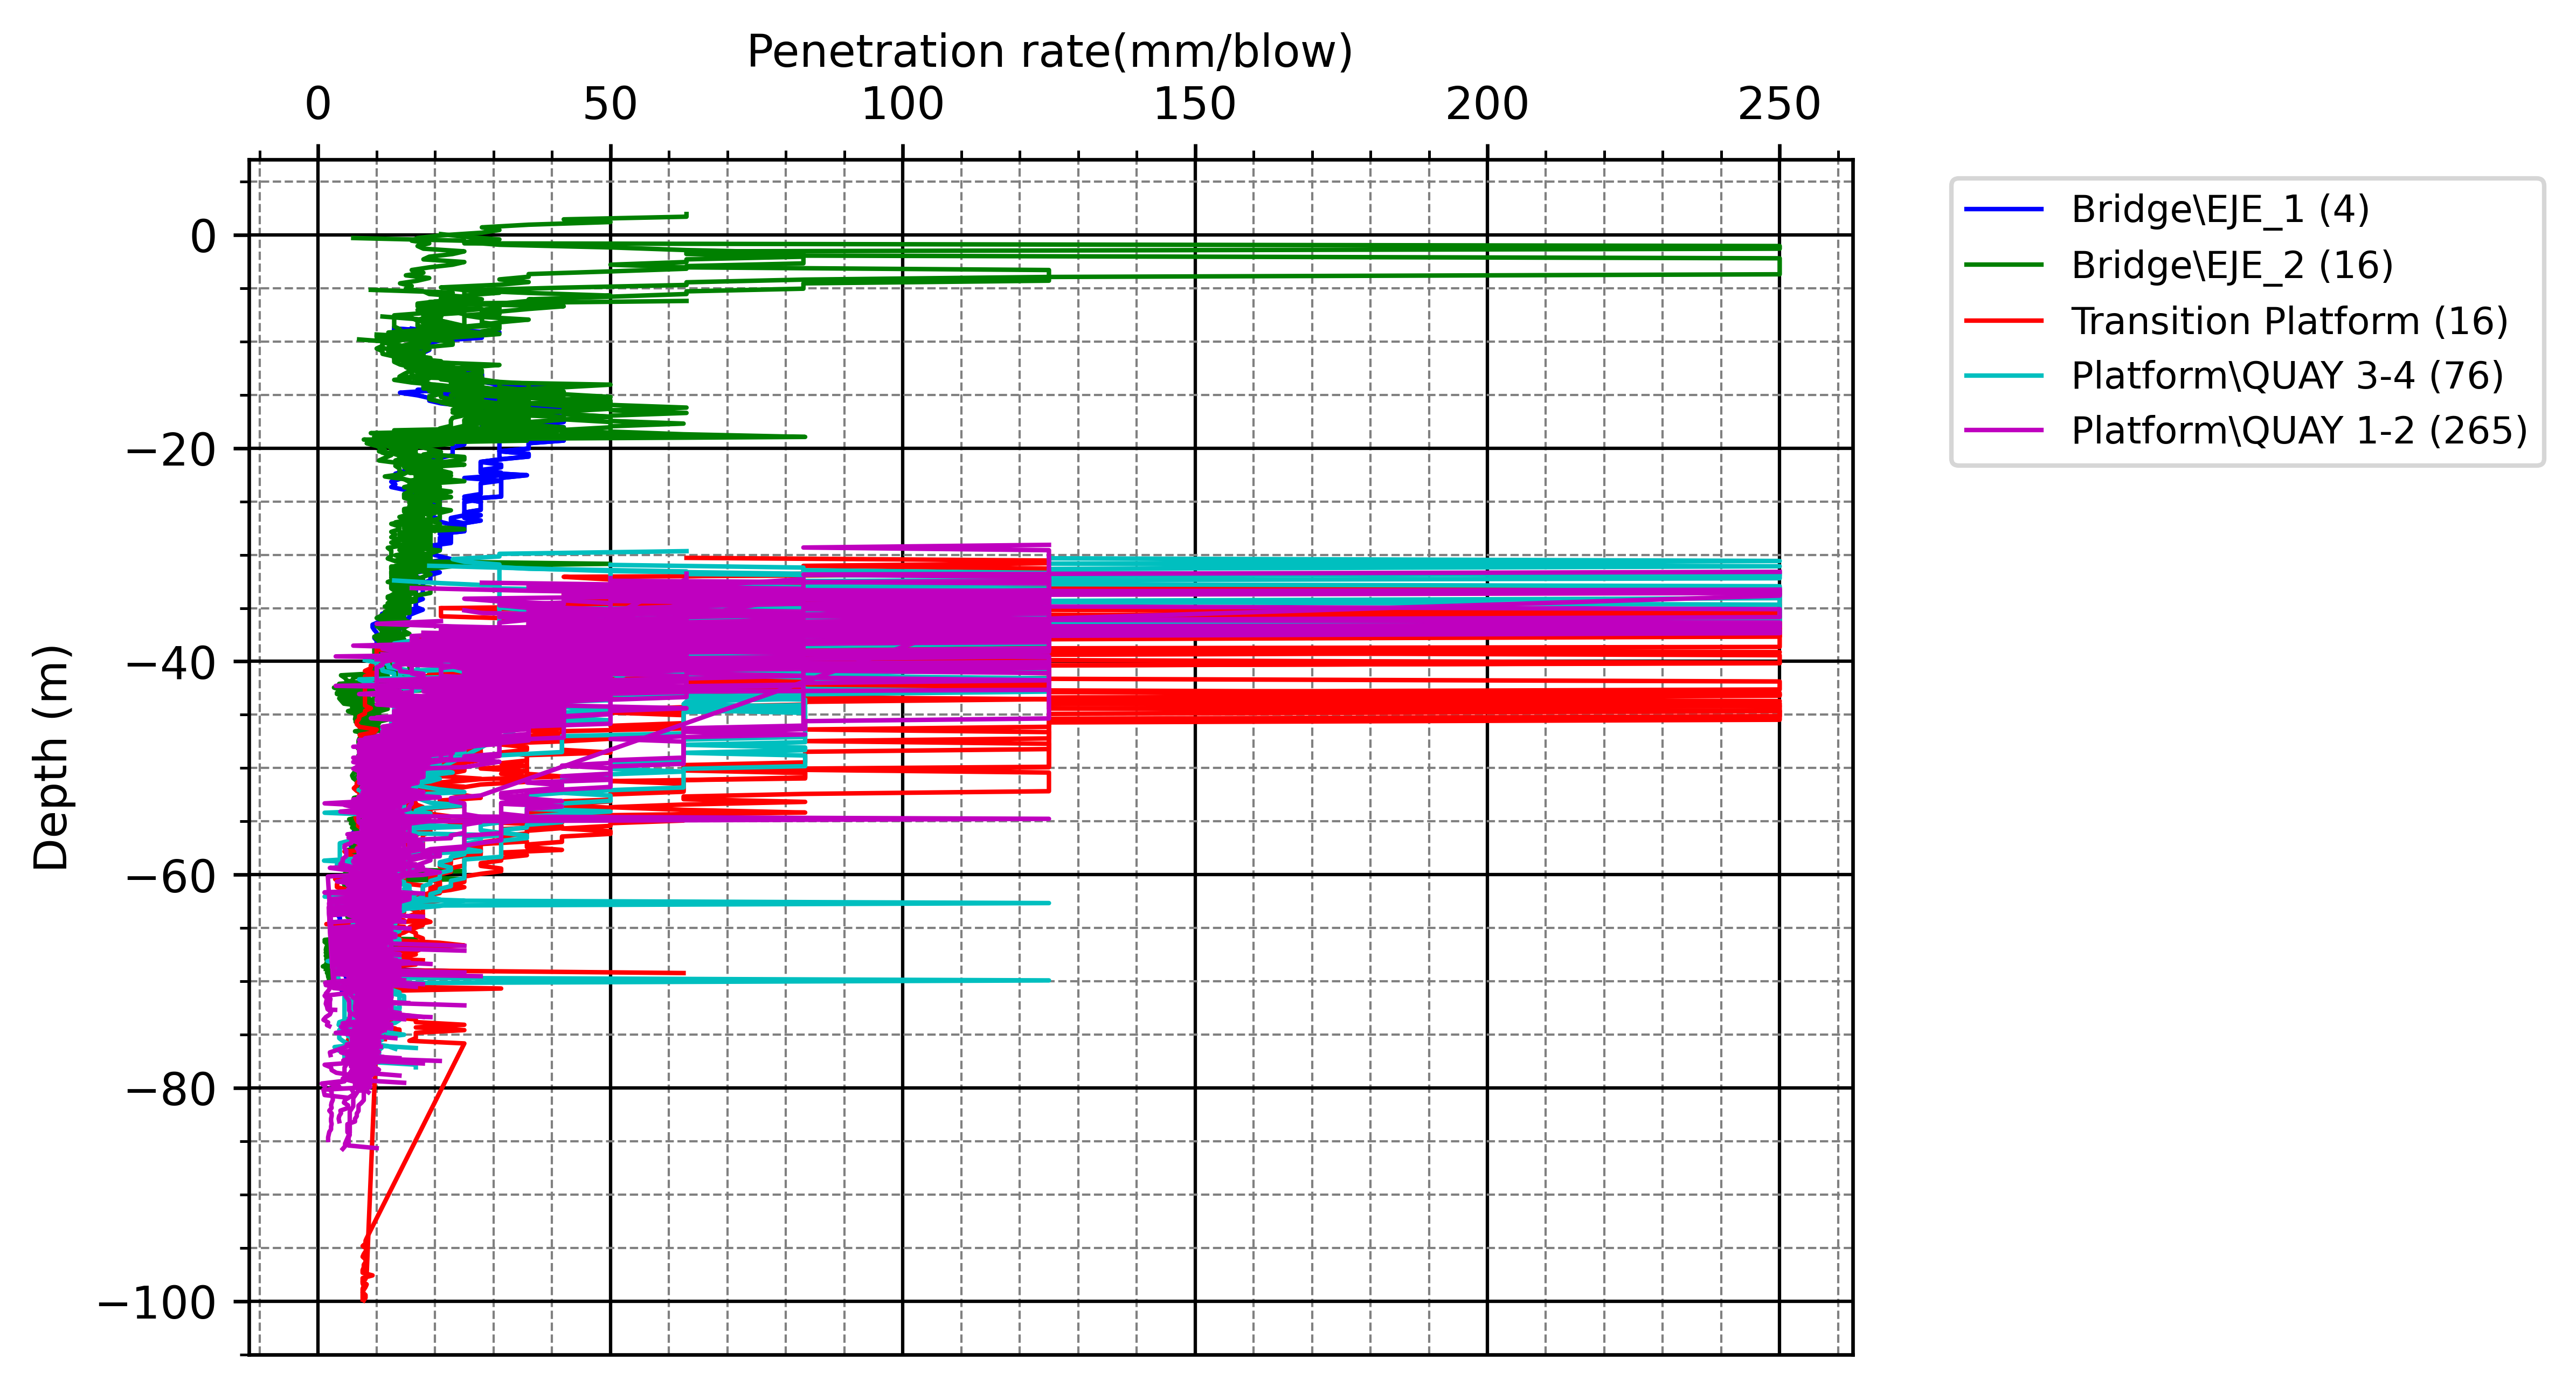 Penetration rate(mm/blow)
0 50 100 150 200 250
Depth (m)
0
−20
−40
−60
−80
−100
Bridge\EJE_1 (4)
Bridge\EJE_2 (16)
Transition Platform (16)
Platform\QUAY 3-4 (76)
Platform\QUAY 1-2 (265)